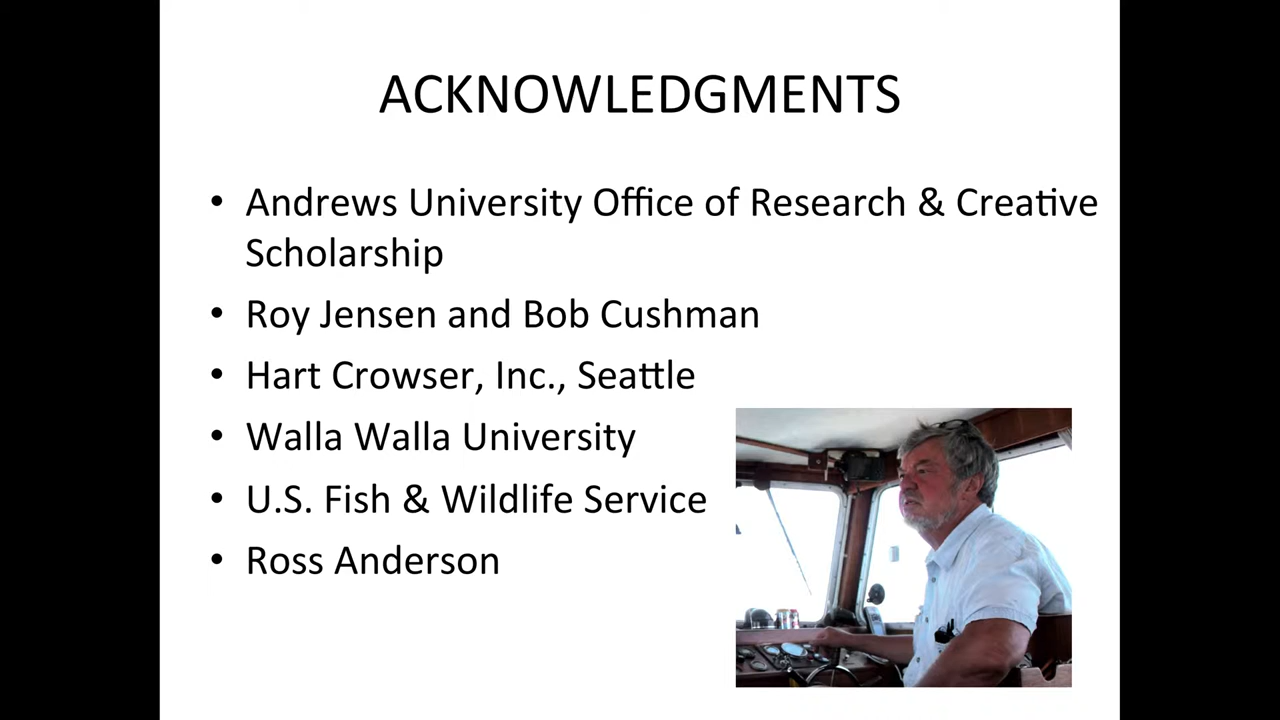 ACKNOWLEDGMENTS
• Andrews University Office of Research & Creative
Scholarship
• Roy Jensen and Bob Cushman
• Hart Crowser, Inc., Seattle
• Walla Walla University
• U.S. Fish & Wildlife Service
• Ross Anderson